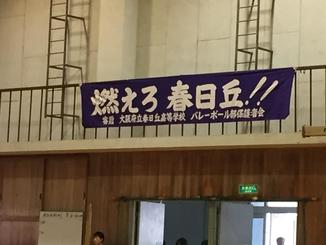 燃えろ 春日丘!!
寄贈 大阪府立春日丘高等学校 バレーボール部保護者会